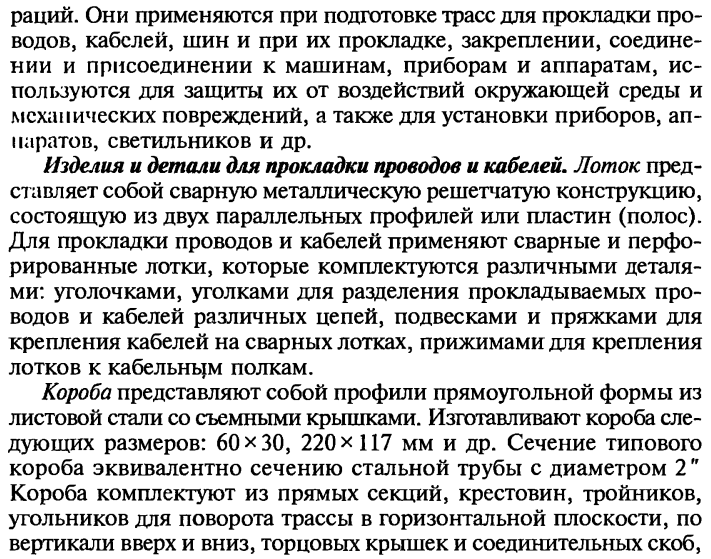 раций. Они применяются при подготовке трасс для прокладки про-
водов, кабелей, шин и при их прокладке, закреплении, соедине-
нии и присоединении к машинам, приборам и аппаратам, ис-
пользуются для защиты их от воздействий окружающей среды и
механических повреждений, а также для установки приборов, ап-
паратов, светильников и др.
Изделия и детали для прокладки проводов и кабелей. Лоток пред-
ставляет собой сварную металлическую решетчатую конструкцию,
состоящую из двух параллельных профилей или пластин (полос).
Для прокладки проводов и кабелей применяют сварные и перфо-
рированные лотки, которые комплектуются различными деталя-
ми: уголочками, уголками для разделения прокладываемых про-
водов и кабелей различных цепей, подвесками и пряжками для
крепления кабелей на сварных лотках, прижимами для крепления
лотков к кабельным полкам.
Короба представляют собой профили прямоугольной формы из
листовой стали со съемными крышками. Изготавливают короба сле-
дующих размеров: 60×30, 220×117 мм и др. Сечение типового
короба эквивалентно сечению стальной трубы с диаметром 2″
Короба комплектуют из прямых секций, крестовин, тройников,
угольников для поворота трассы в горизонтальной плоскости, по
вертикали вверх и вниз, торцовых крышек и соединительных скоб,